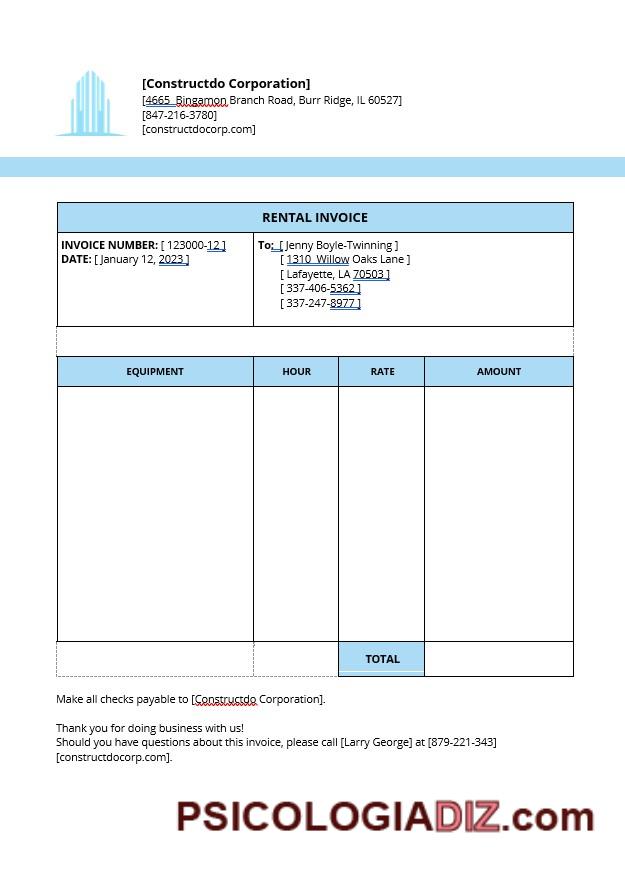 [Constructdo Corporation]
[4665 Bingamon Branch Road, Burr Ridge, IL 60527]
[847-216-3780]
[constructdocorp.com]
RENTAL INVOICE
INVOICE NUMBER: [ 123000-12 ]
DATE: [ January 12, 2023 ]
To: [ Jenny Boyle-Twinning ]
[ 1310 Willow Oaks Lane ]
[ Lafayette, LA 70503 ]
[ 337-406-5362 ]
[ 337-247-8977 ]
EQUIPMENT HOUR RATE AMOUNT
TOTAL
Make all checks payable to [Constructdo Corporation].
Thank you for doing business with us!
Should you have questions about this invoice, please call [Larry George] at [879-221-343]
[constructdocorp.com].
PSICOLOGIADIZ.com